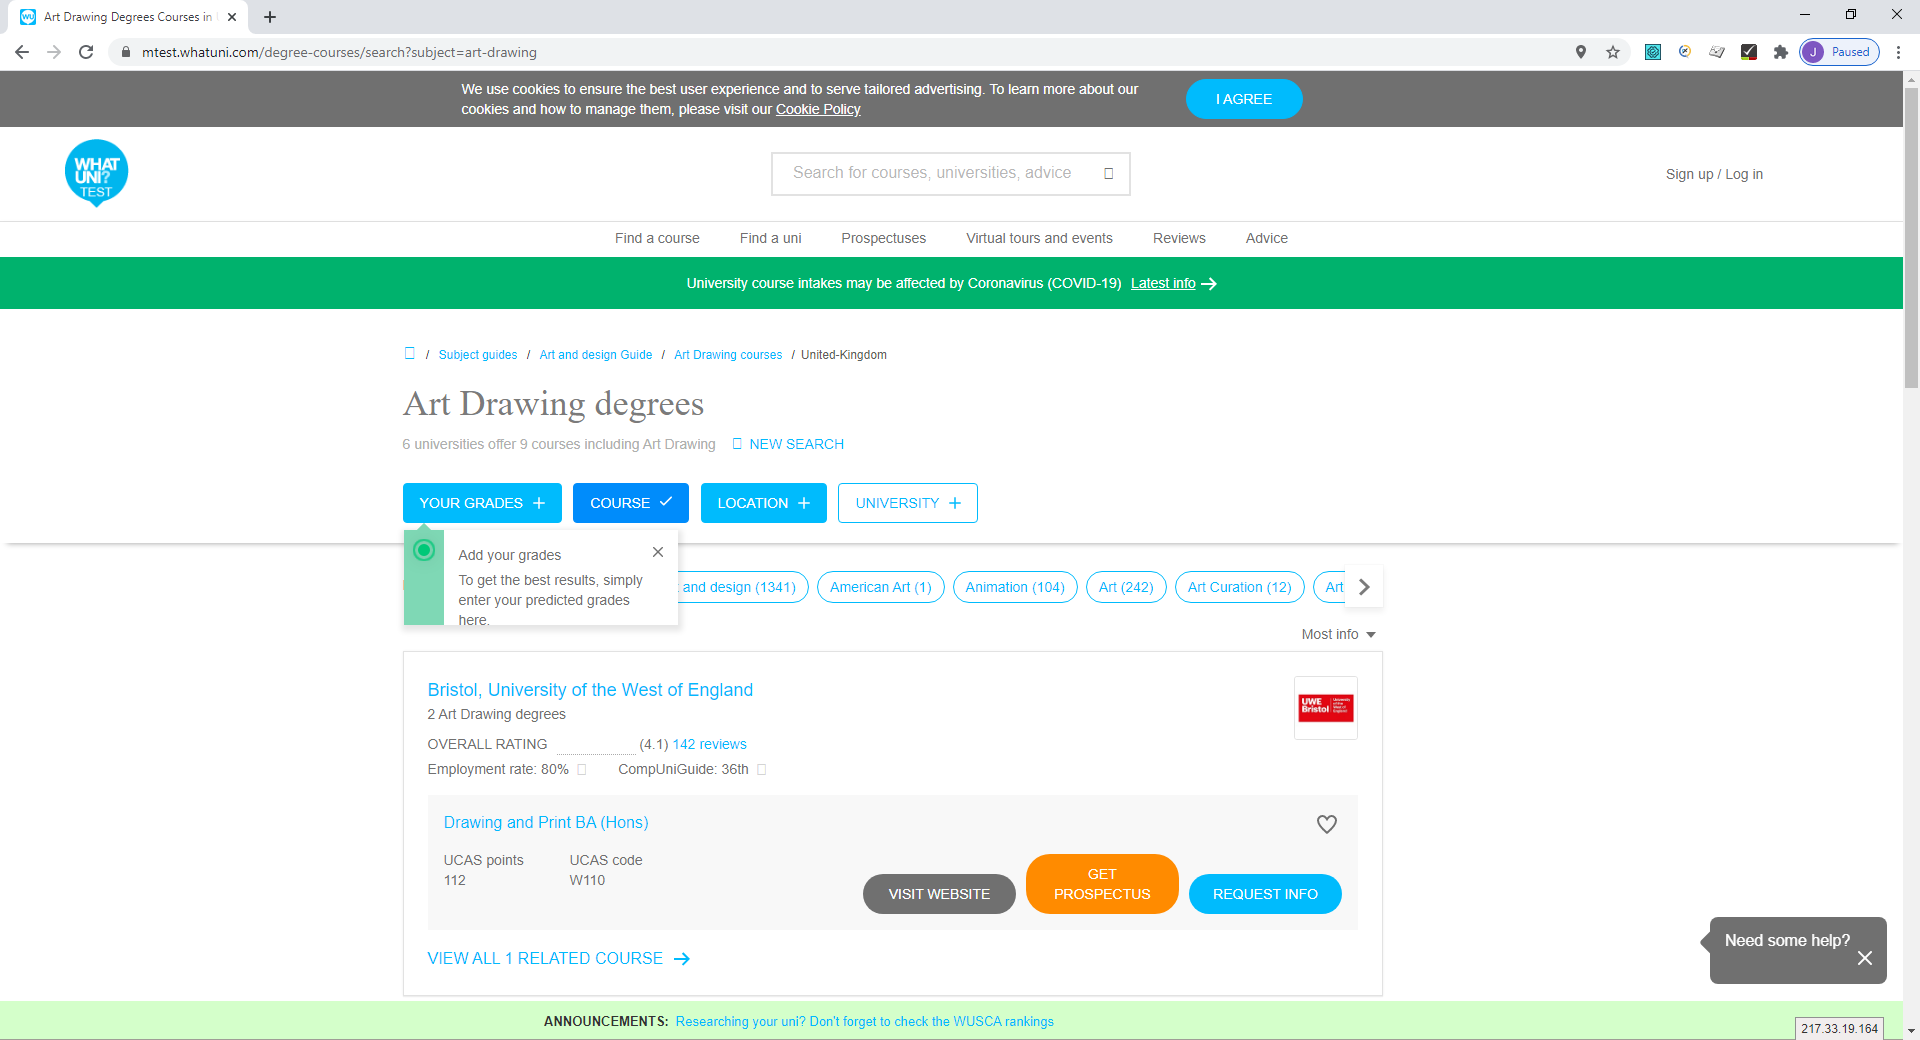 Art Drawing Degrees Courses in
mtest.whatuni.com/degree-courses/search?subject=art-drawing
J Paused
We use cookies to ensure the best user experience and to serve tailored advertising. To learn more about our
cookies and how to manage them, please visit our Cookie Policy
I AGREE
WHAT
UNI?
TEST
Search for courses, universities, advice
Sign up / Log in
Find a course Find a uni Prospectuses Virtual tours and events Reviews Advice
University course intakes may be affected by Coronavirus (COVID-19) Latest info
/ Subject guides / Art and design Guide / Art Drawing courses / United-Kingdom
Art Drawing degrees
6 universities offer 9 courses including Art Drawing NEW SEARCH
YOUR GRADES COURSE LOCATION UNIVERSITY
Add your grades
To get the best results, simply
enter your predicted grades
here.
and design (1341) American Art (1) Animation (104) Art (242) Art Curation (12) Art
Most info
Bristol, University of the West of England
2 Art Drawing degrees
UWE
Bristol
University
of the
West of
England
OVERALL RATING (4.1) 142 reviews
Employment rate: 80% CompUniGuide: 36th
Drawing and Print BA (Hons)
UCAS points UCAS code
112 W110
VISIT WEBSITE
GET
PROSPECTUS
REQUEST INFO
VIEW ALL 1 RELATED COURSE
Need some help?
ANNOUNCEMENTS: Researching your uni? Don't forget to check the WUSCA rankings
217.33.19.164